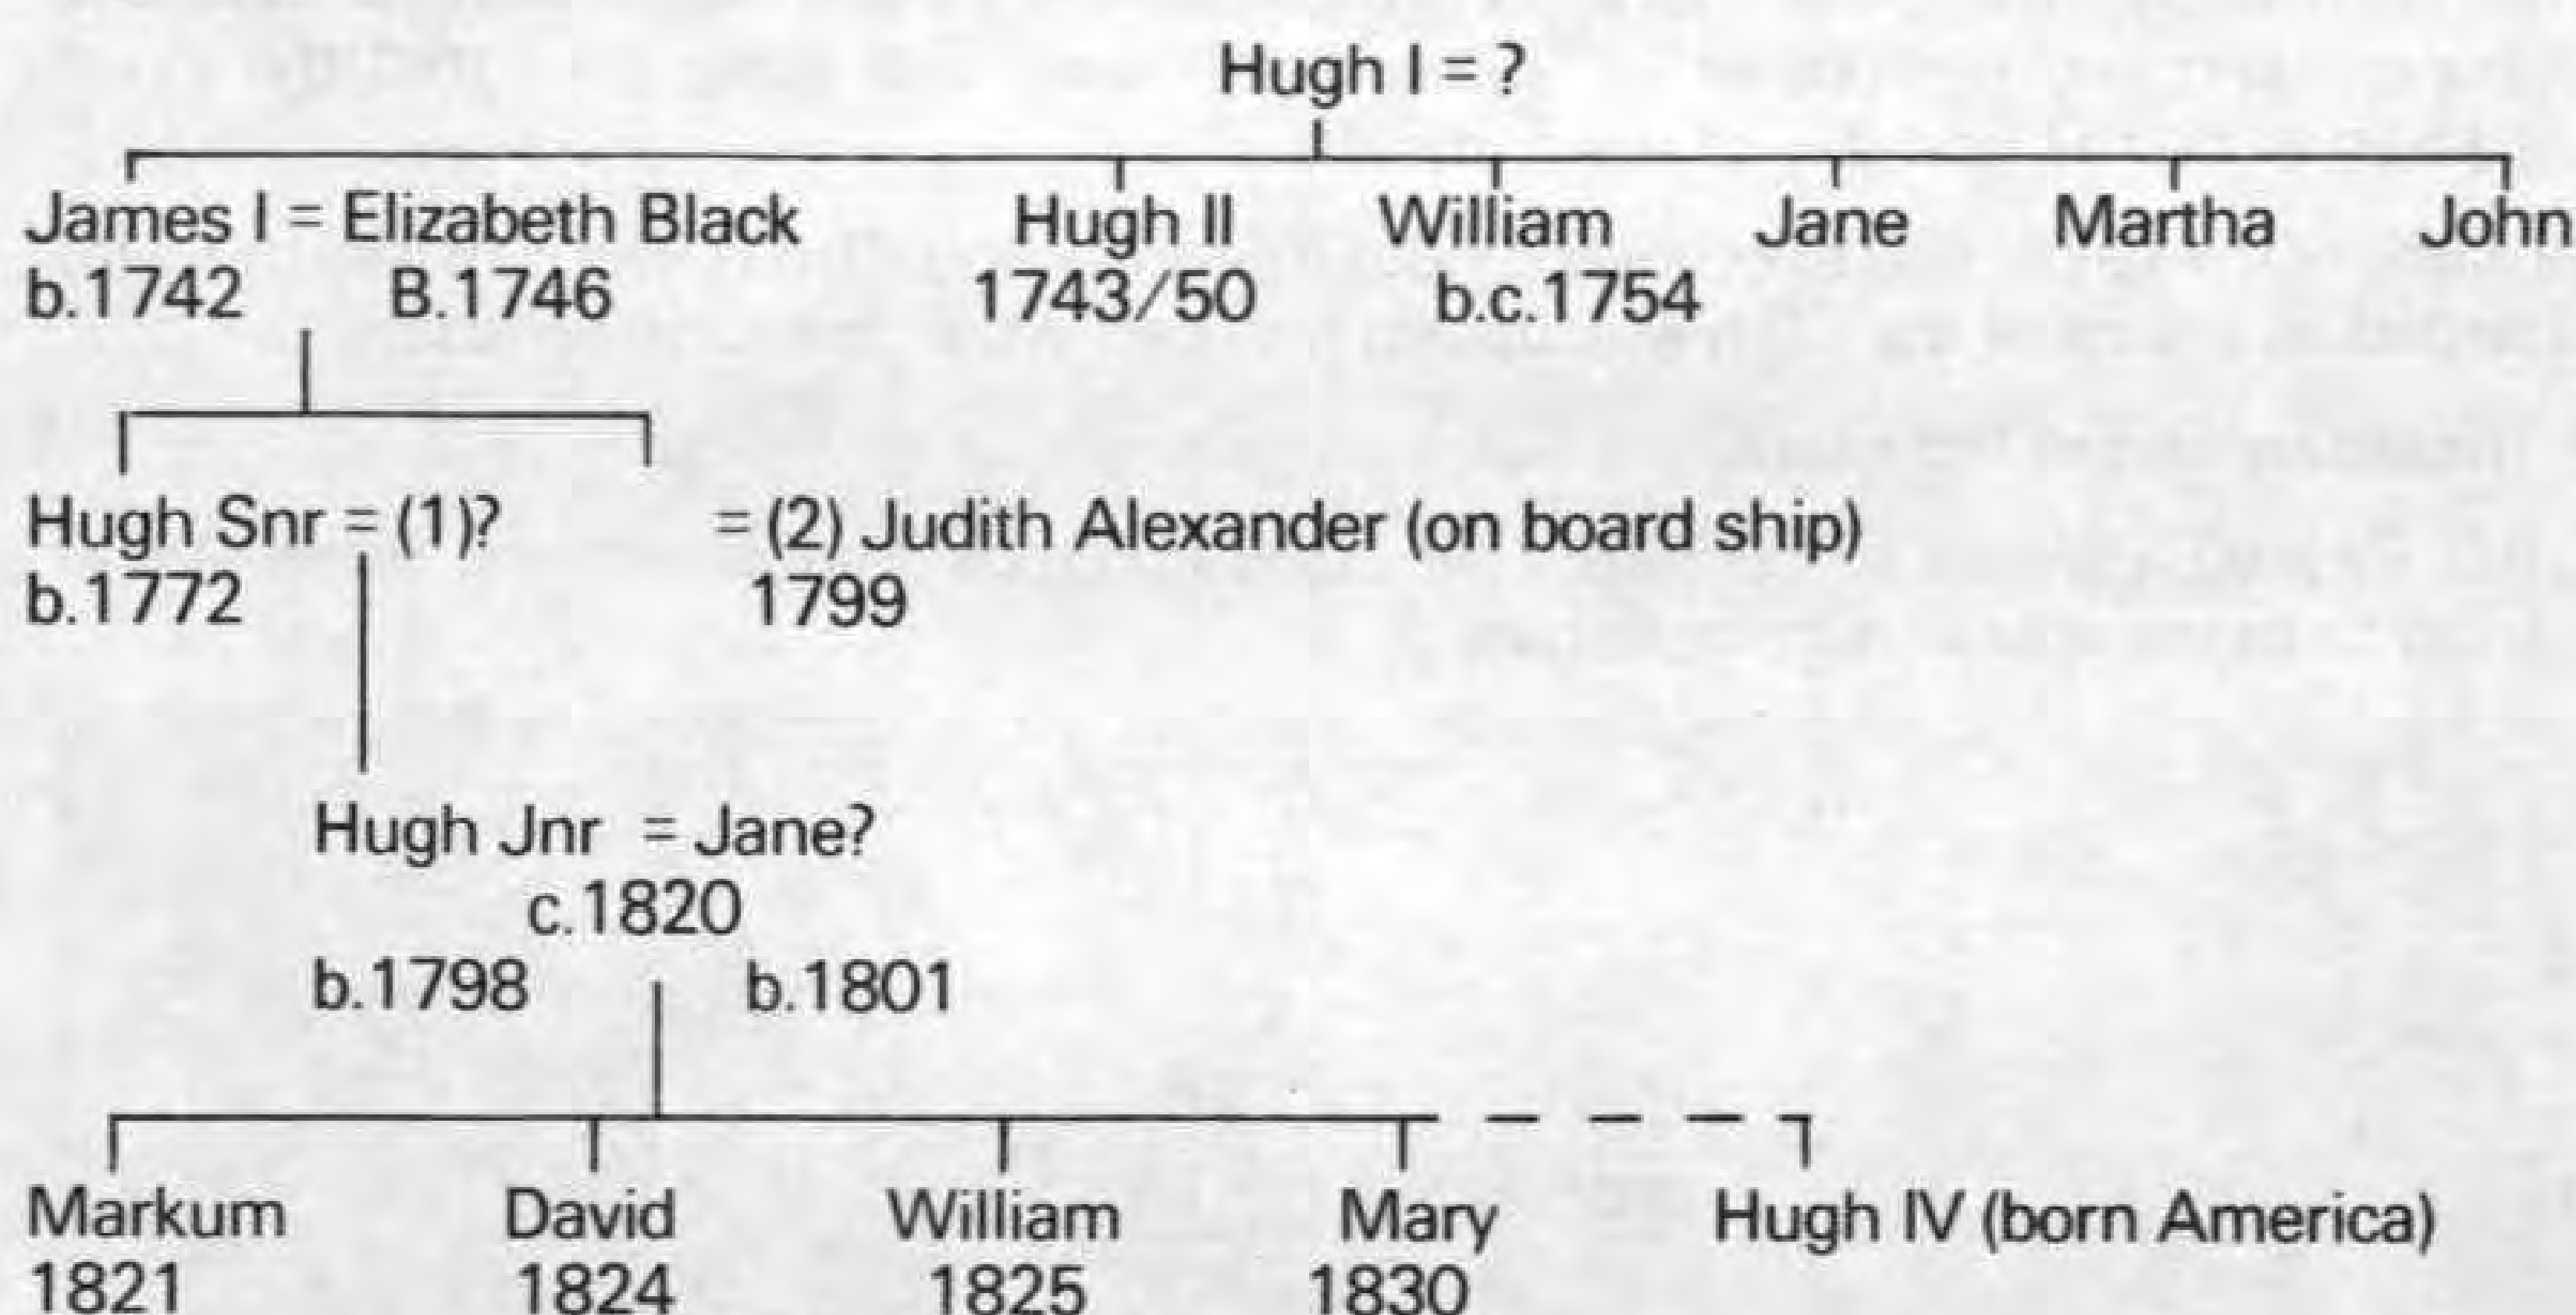 Hugh I = ?
James I = Elizabeth Black Hugh II William Jane Martha John
b.1742 B.1746 1743/50 b.c.1754
Hugh Snr = (1)? = (2) Judith Alexander (on board ship)
b.1772 1799
Hugh Jnr = Jane?
c.1820
b.1798 b.1801
Markum David William Mary Hugh IV (born America)
1821 1824 1825 1830